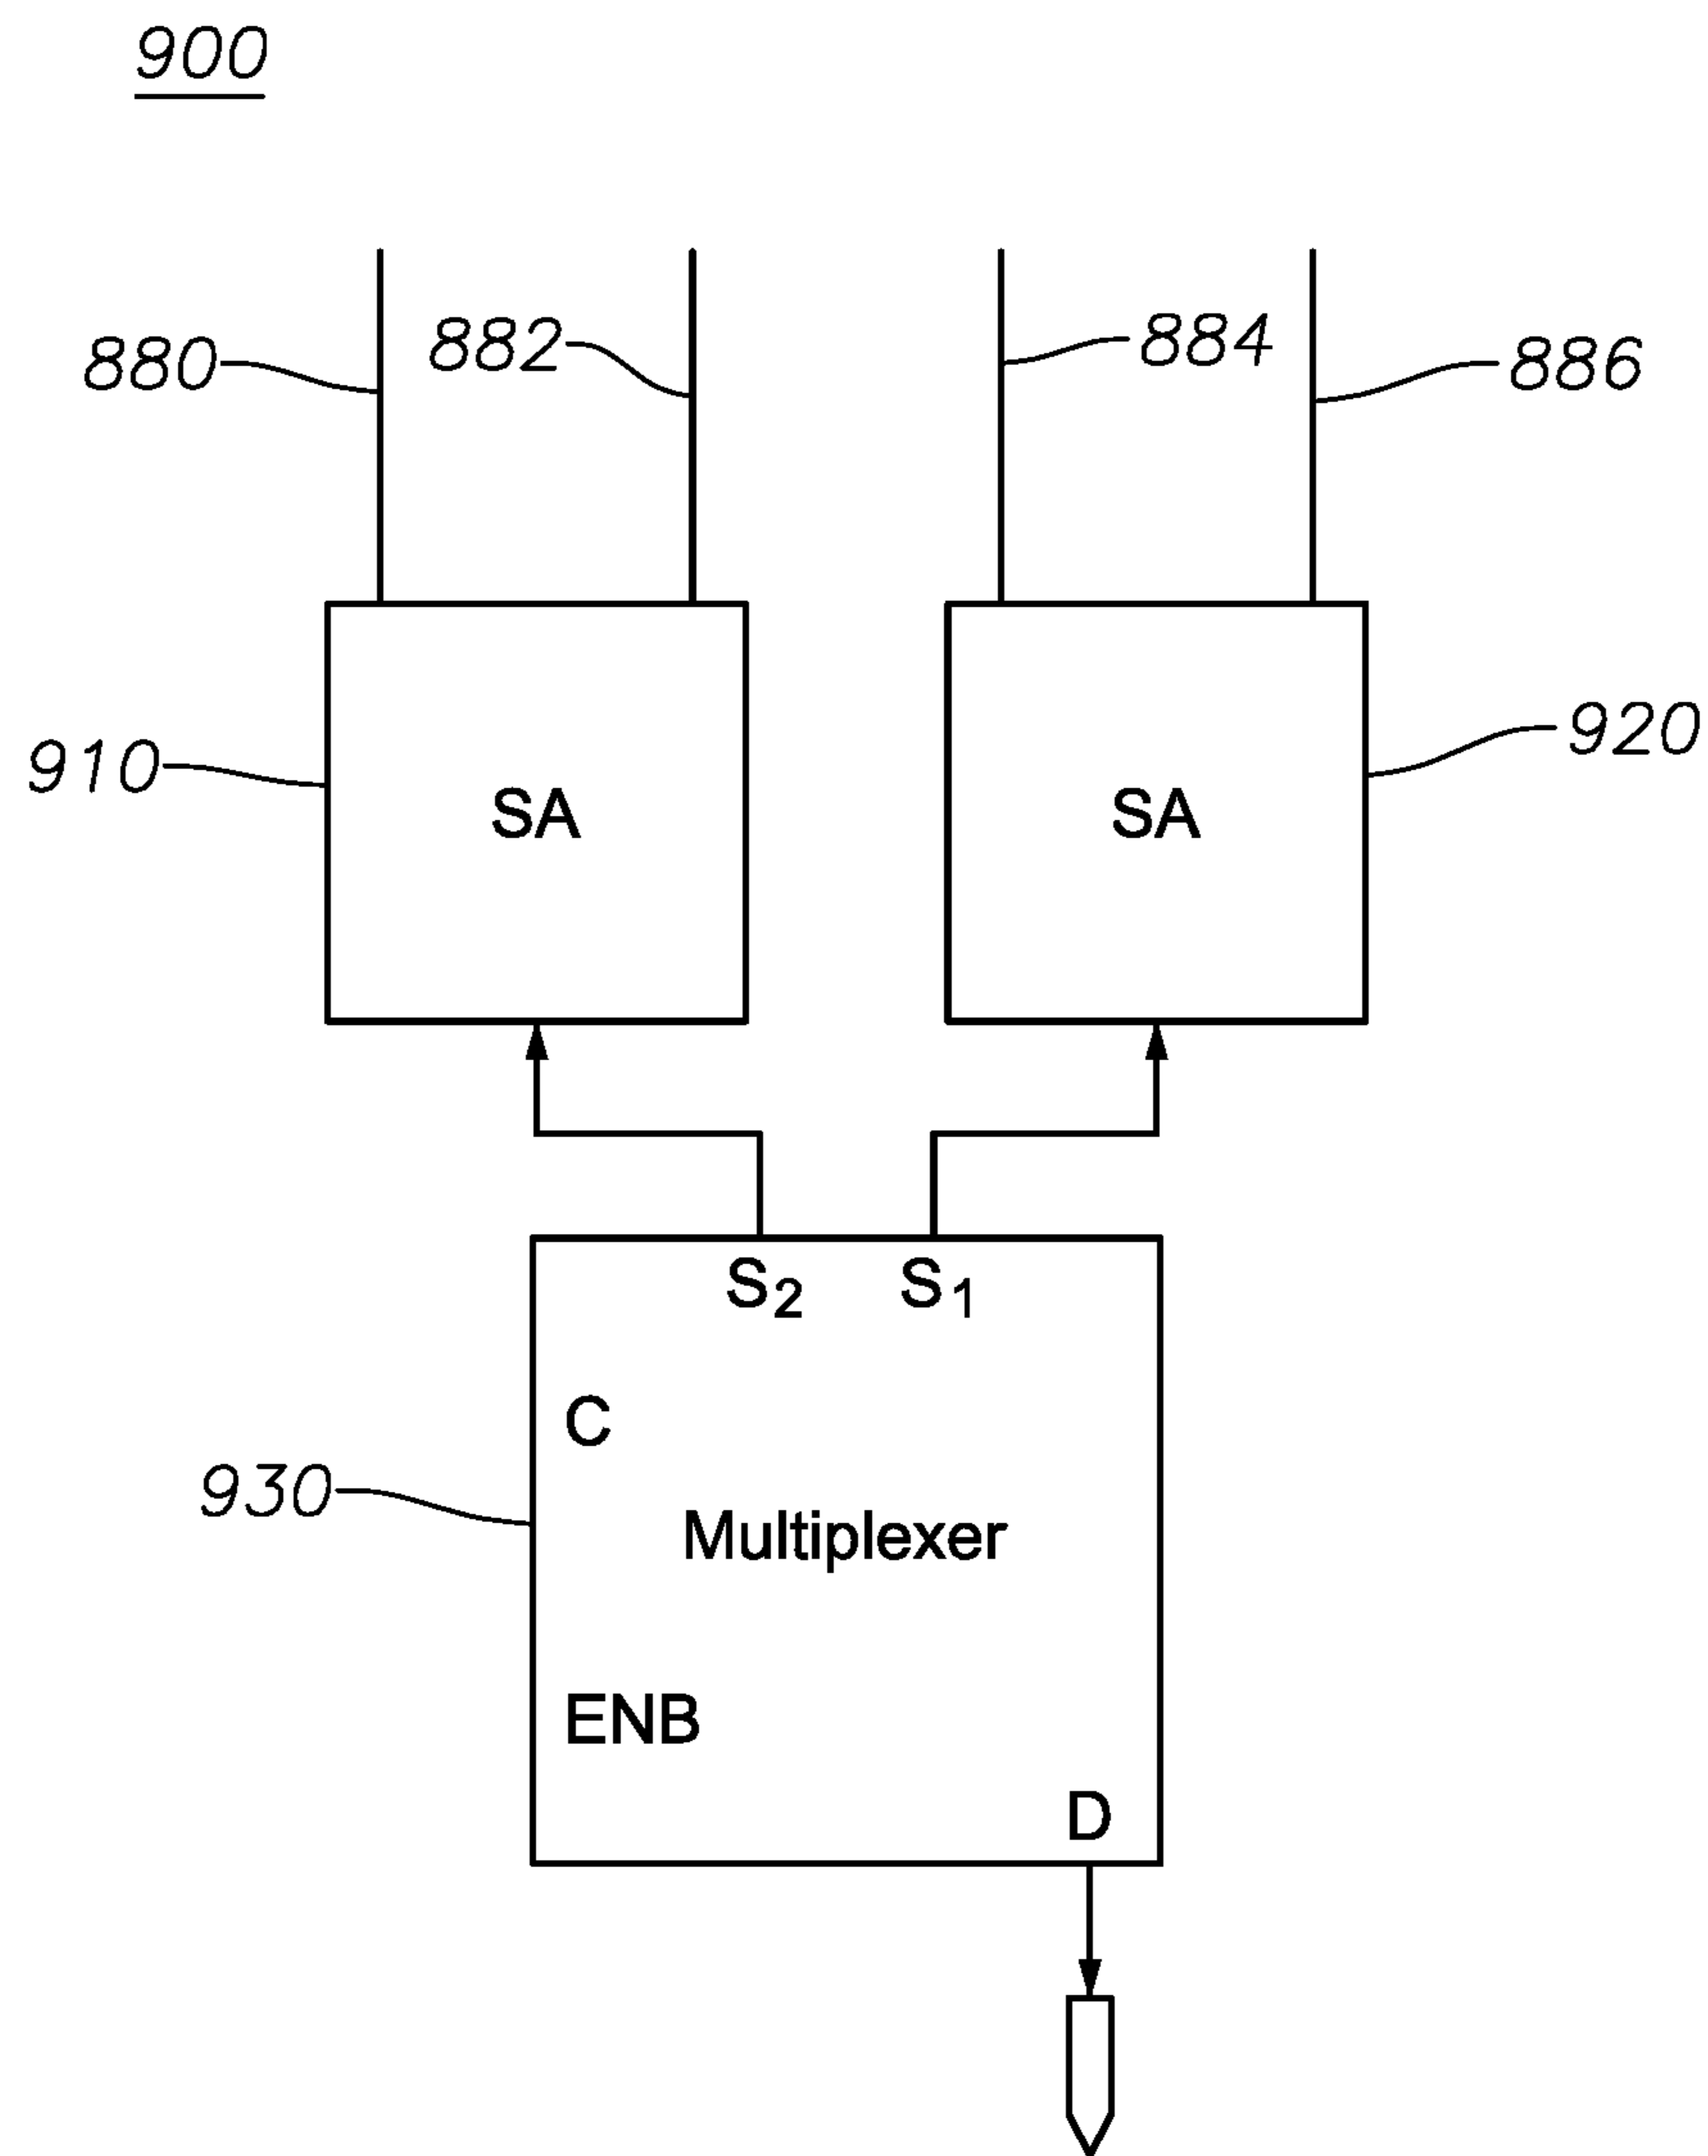 900
880
882
884
886
910
SA
SA
920
S2 S1
C
930
Multiplexer
ENB
D